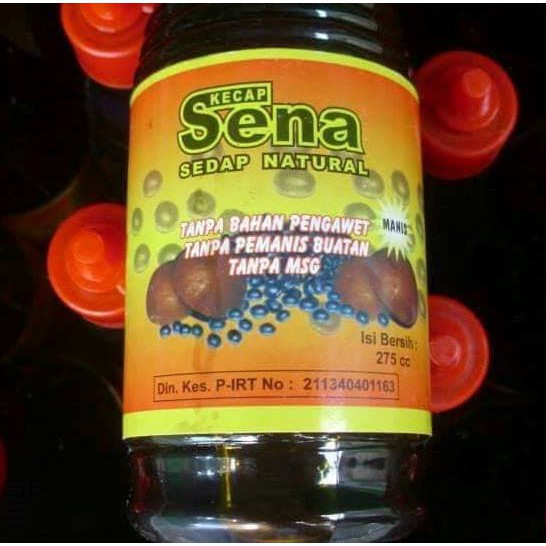 KECAP
Sena
SEDAP NATURAL
TANPA BAHAN PENGAWET
TANPA PEMANIS BUATAN
TANPA MSG
MANIS
Isi Bersih :
275 cc
Din. Kes. P-IRT No : 211340401163